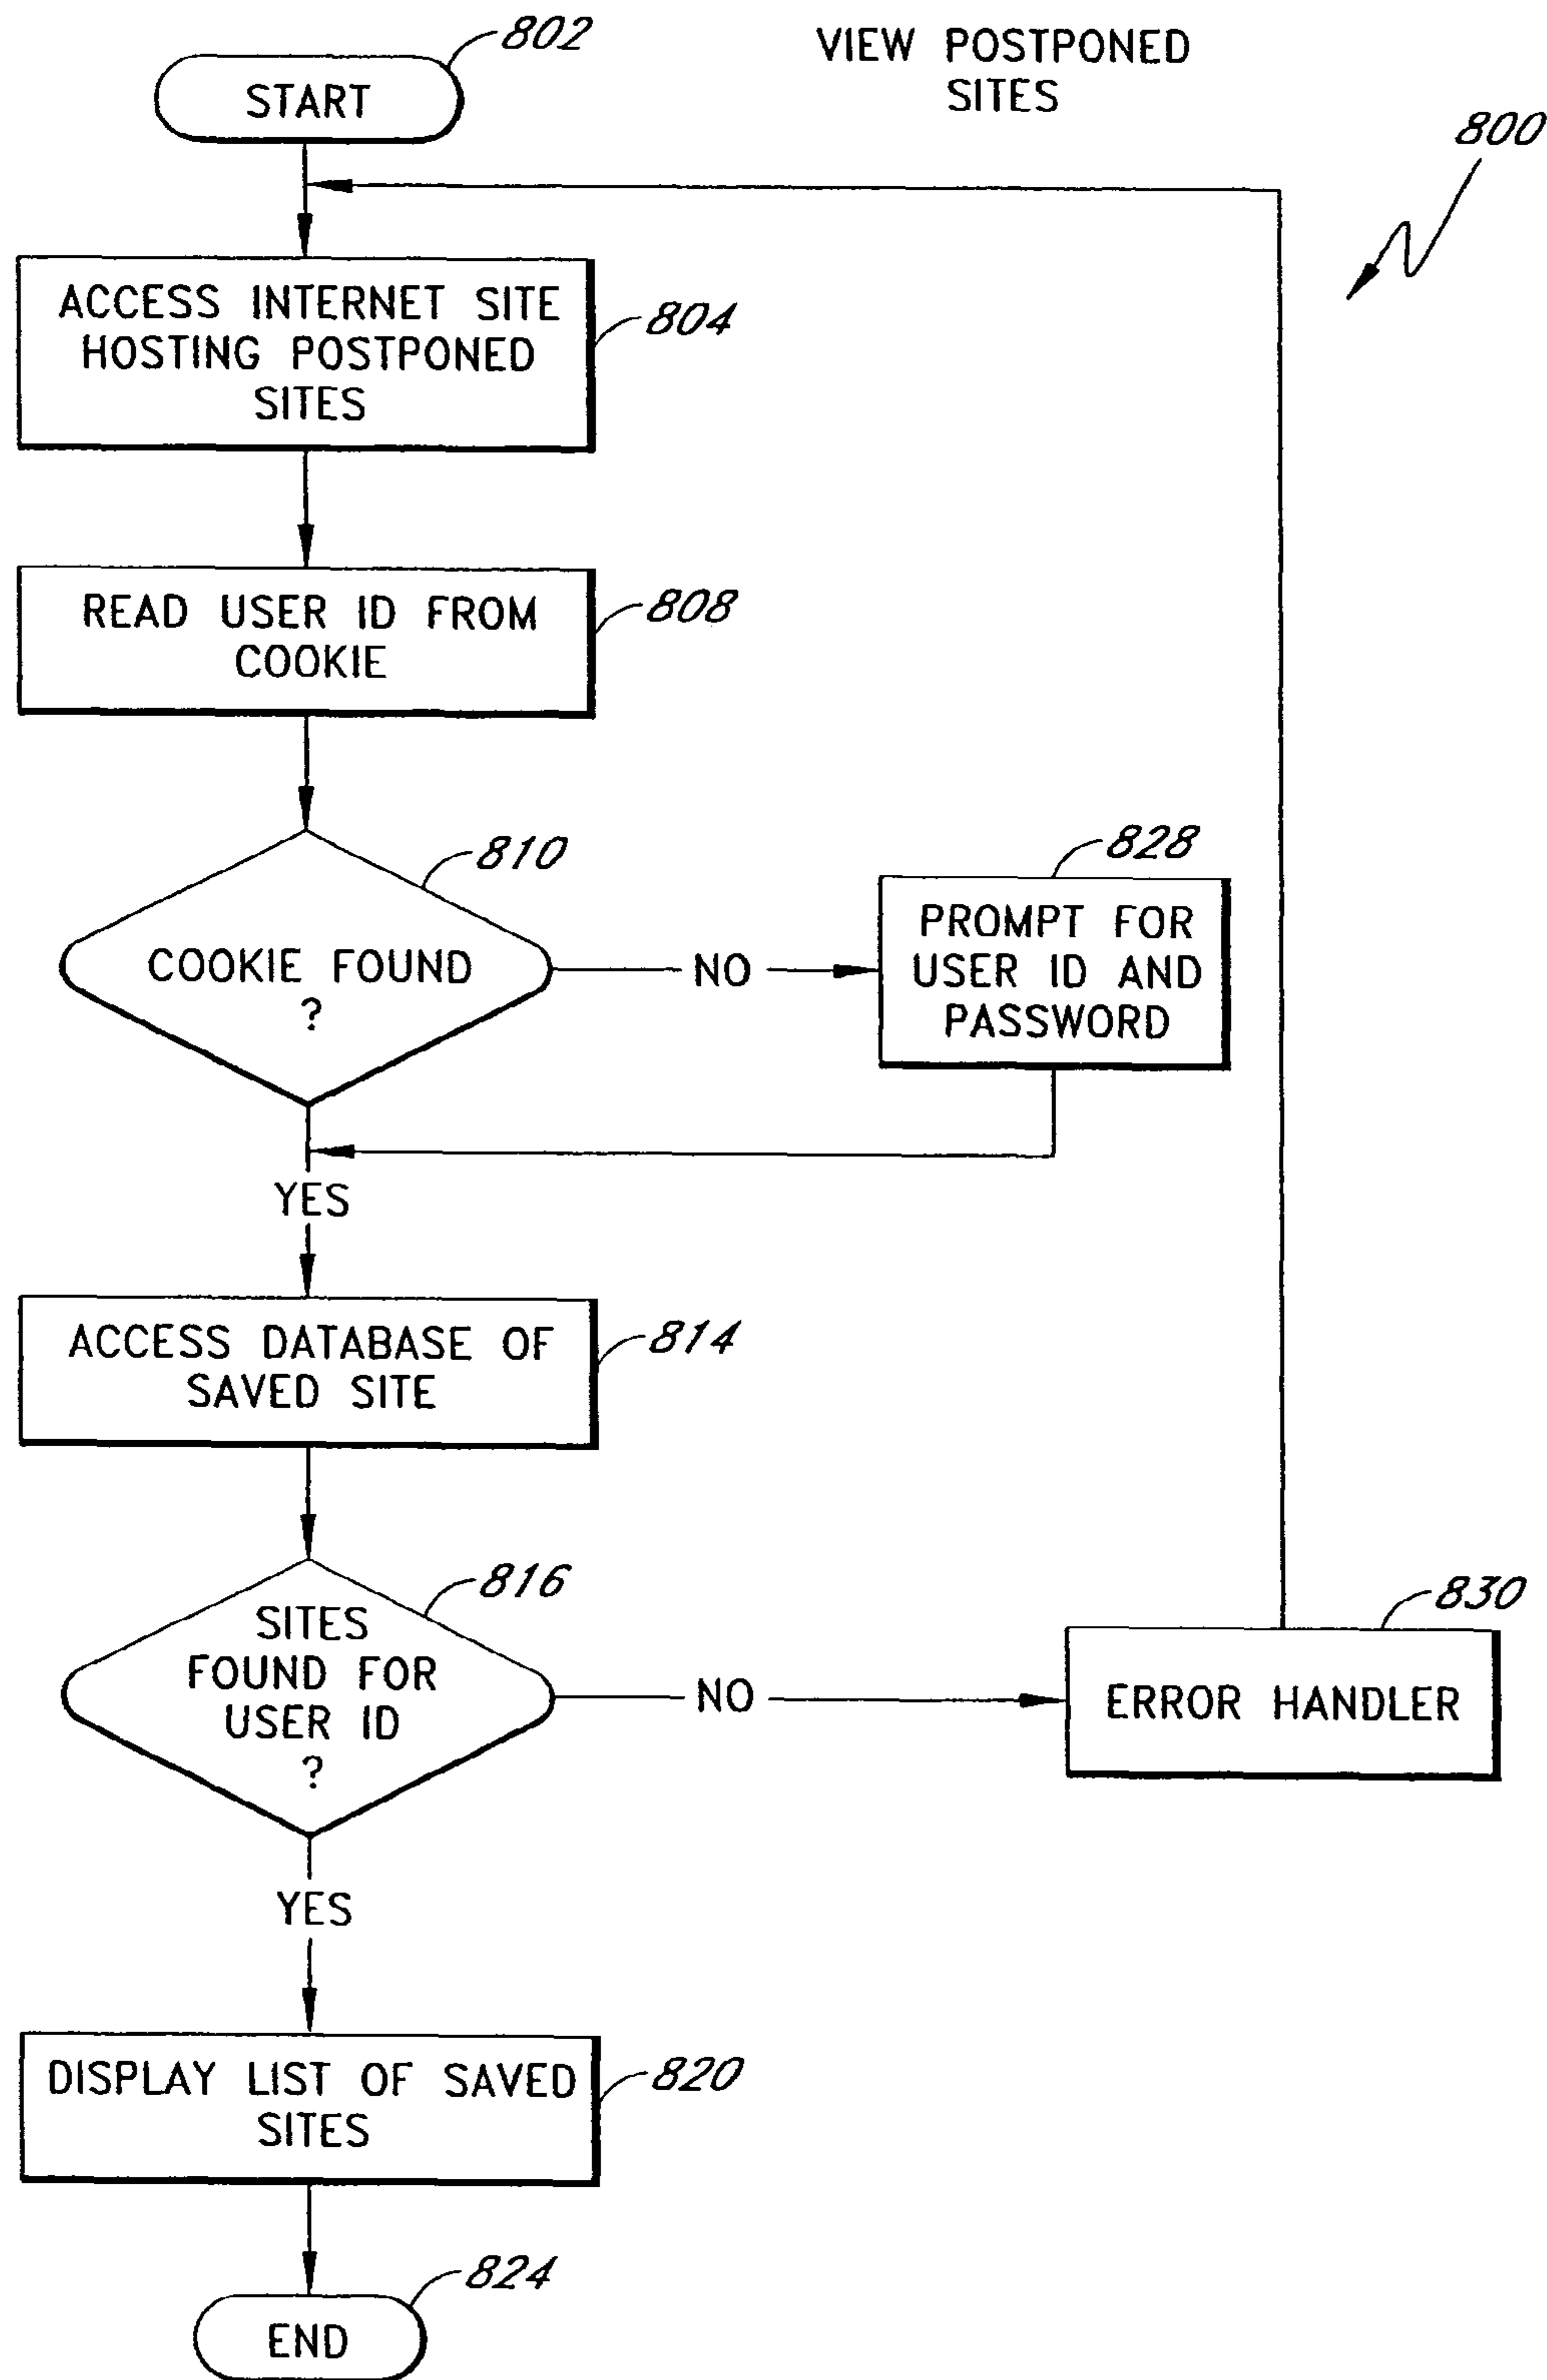 802
VIEW POSTPONED
SITES
START
800
ACCESS INTERNET SITE
HOSTING POSTPONED
SITES
804
READ USER ID FROM
COOKIE
808
810
COOKIE FOUND
?
NO
828
PROMPT FOR
USER ID AND
PASSWORD
YES
ACCESS DATABASE OF
SAVED SITE
814
816
SITES
FOUND FOR
USER ID
?
NO
830
ERROR HANDLER
YES
DISPLAY LIST OF SAVED
SITES
820
824
END